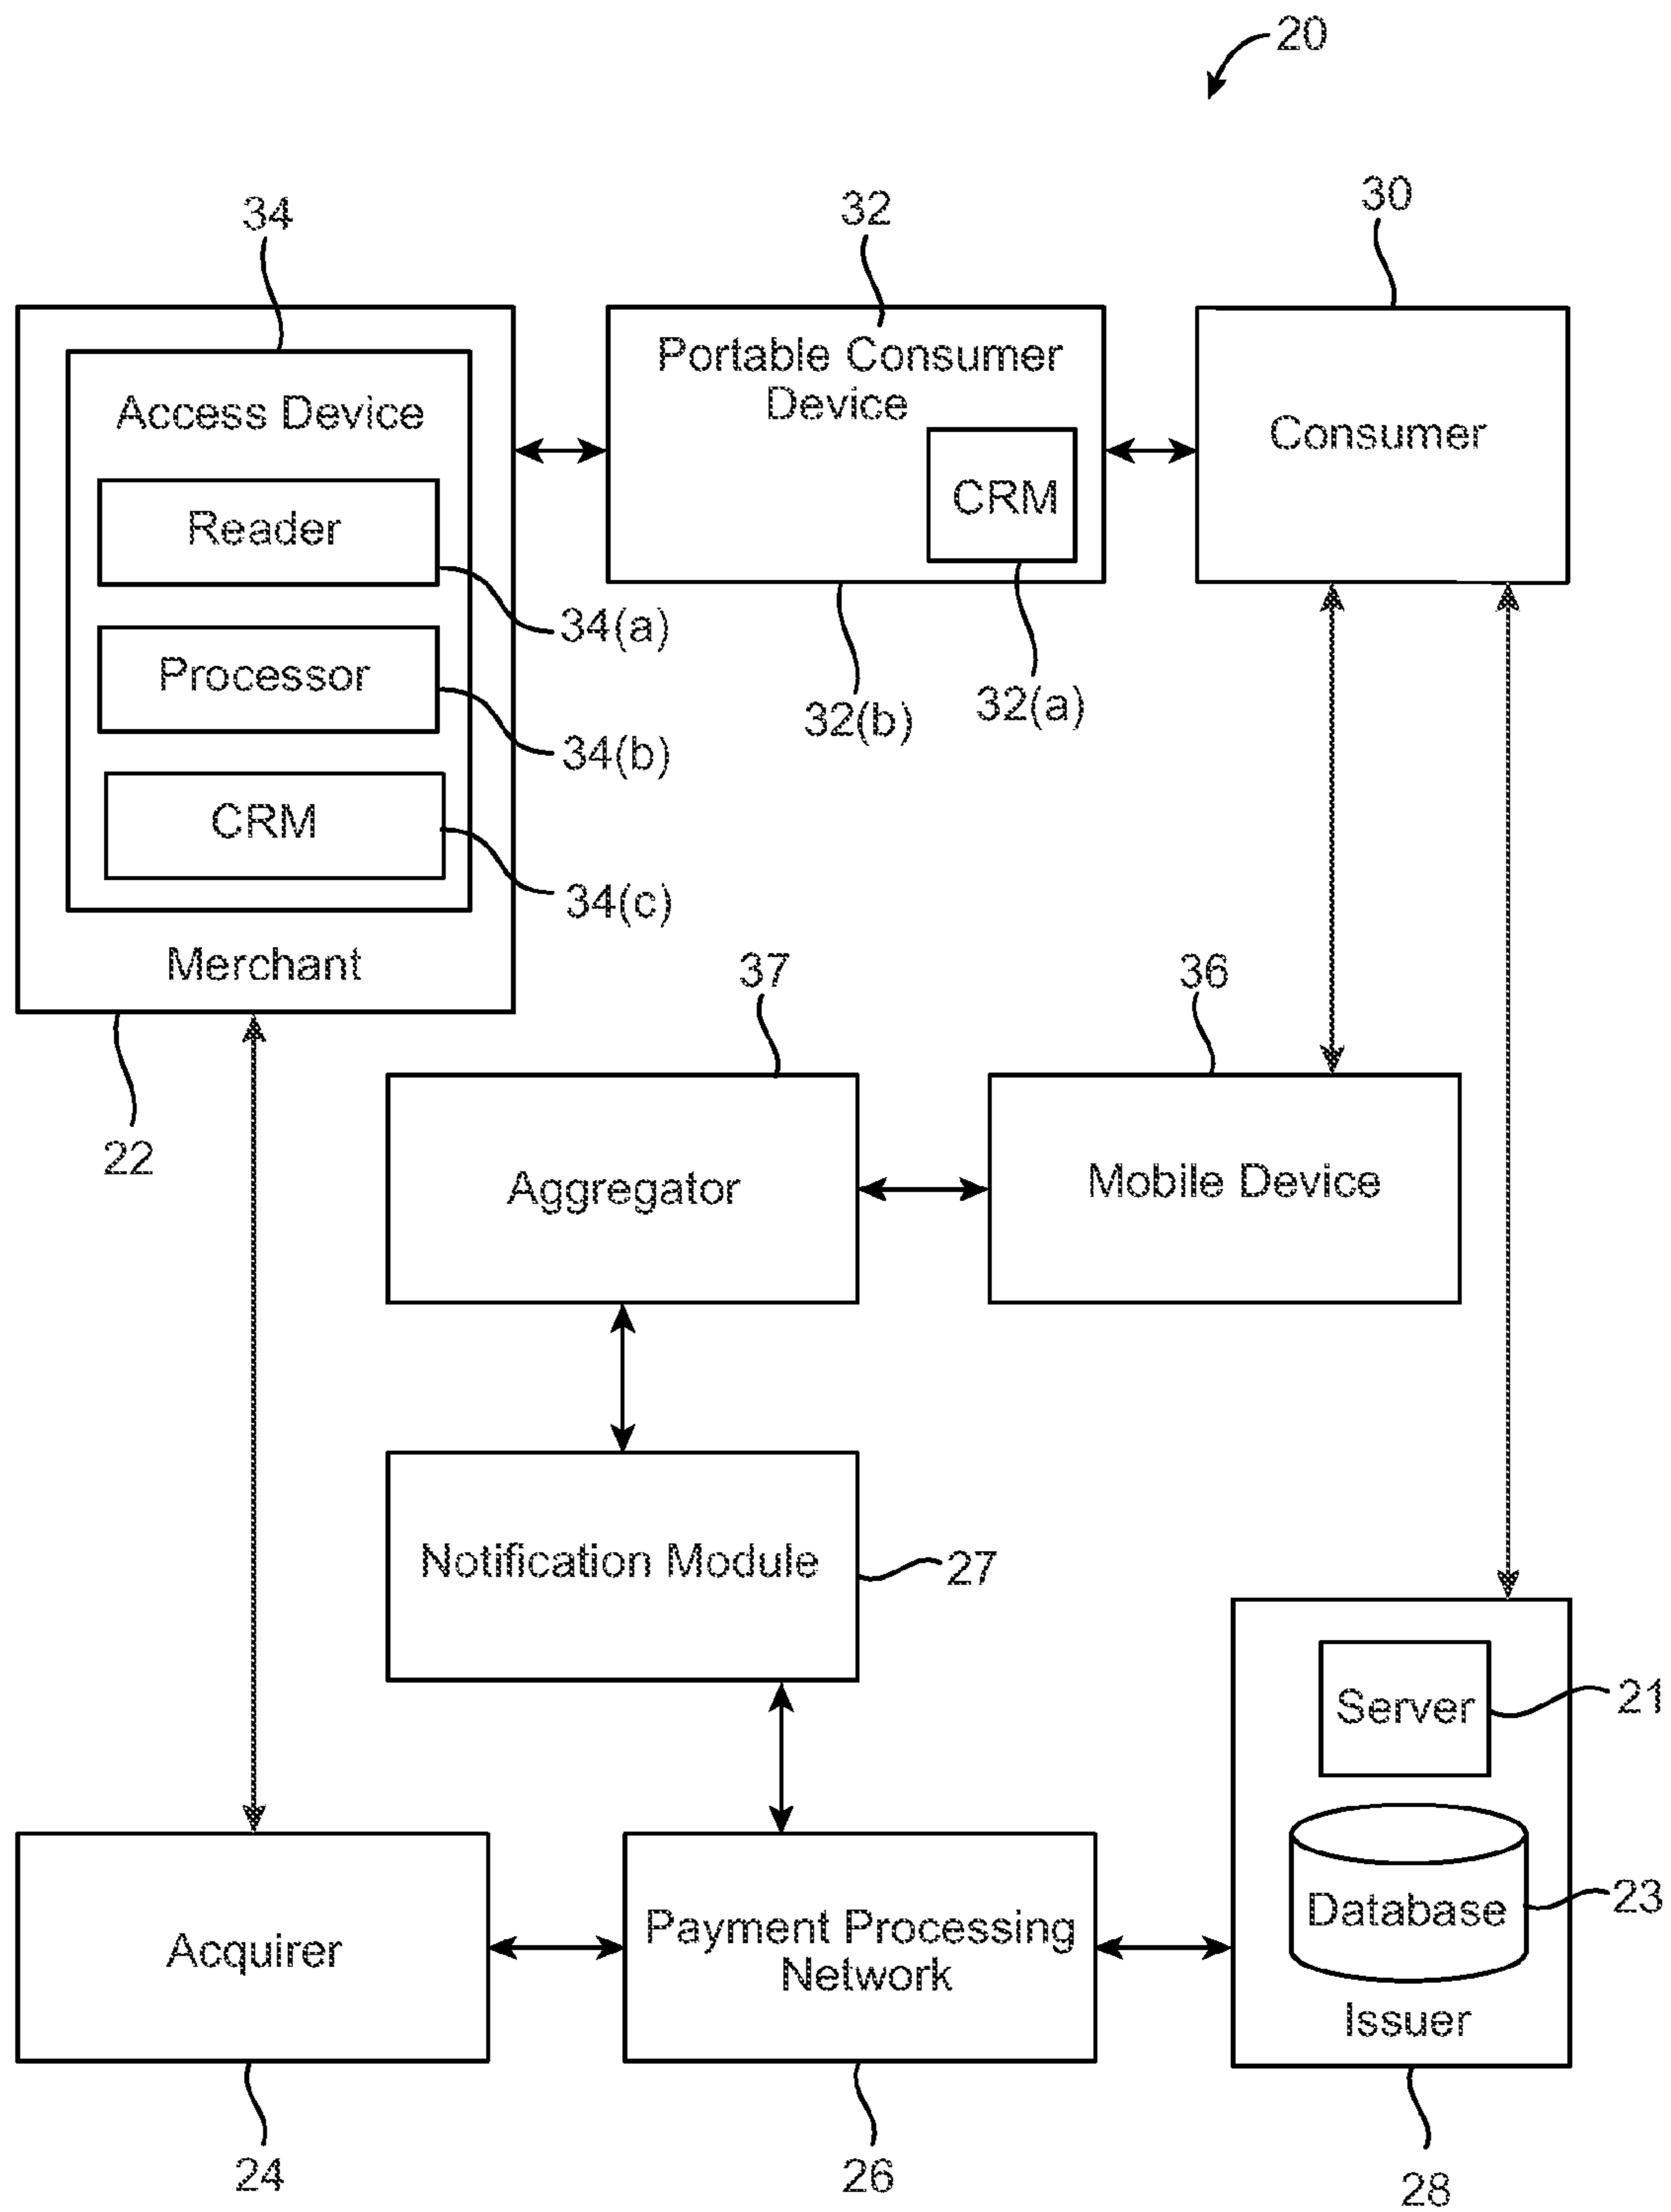 20
34
32
30
Access Device
Portable Consumer
Device
Consumer
CRM
Reader
34(a)
Processor
32(b)
32(a)
34(b)
CRM
34(c)
Merchant
37
36
22
Aggregator
Mobile Device
Notification Module
27
Server
21
Database
23
Acquirer
Payment Processing
Network
Issuer
24
26
28